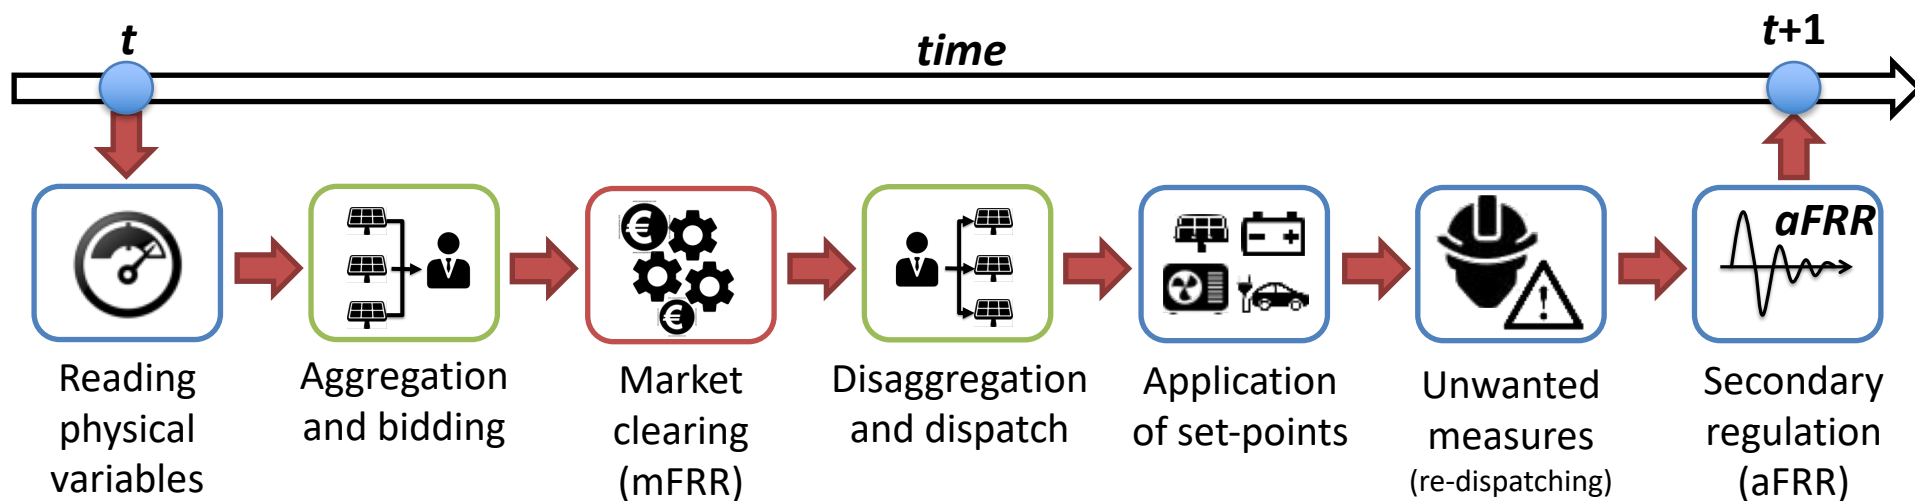 t
time
t+1
aFRR
Reading
physical
variables
Aggregation
and bidding
Market
clearing
(mFRR)
Disaggregation
and dispatch
Application
of set-points
Unwanted
measures
(re-dispatching)
Secondary
regulation
(aFRR)